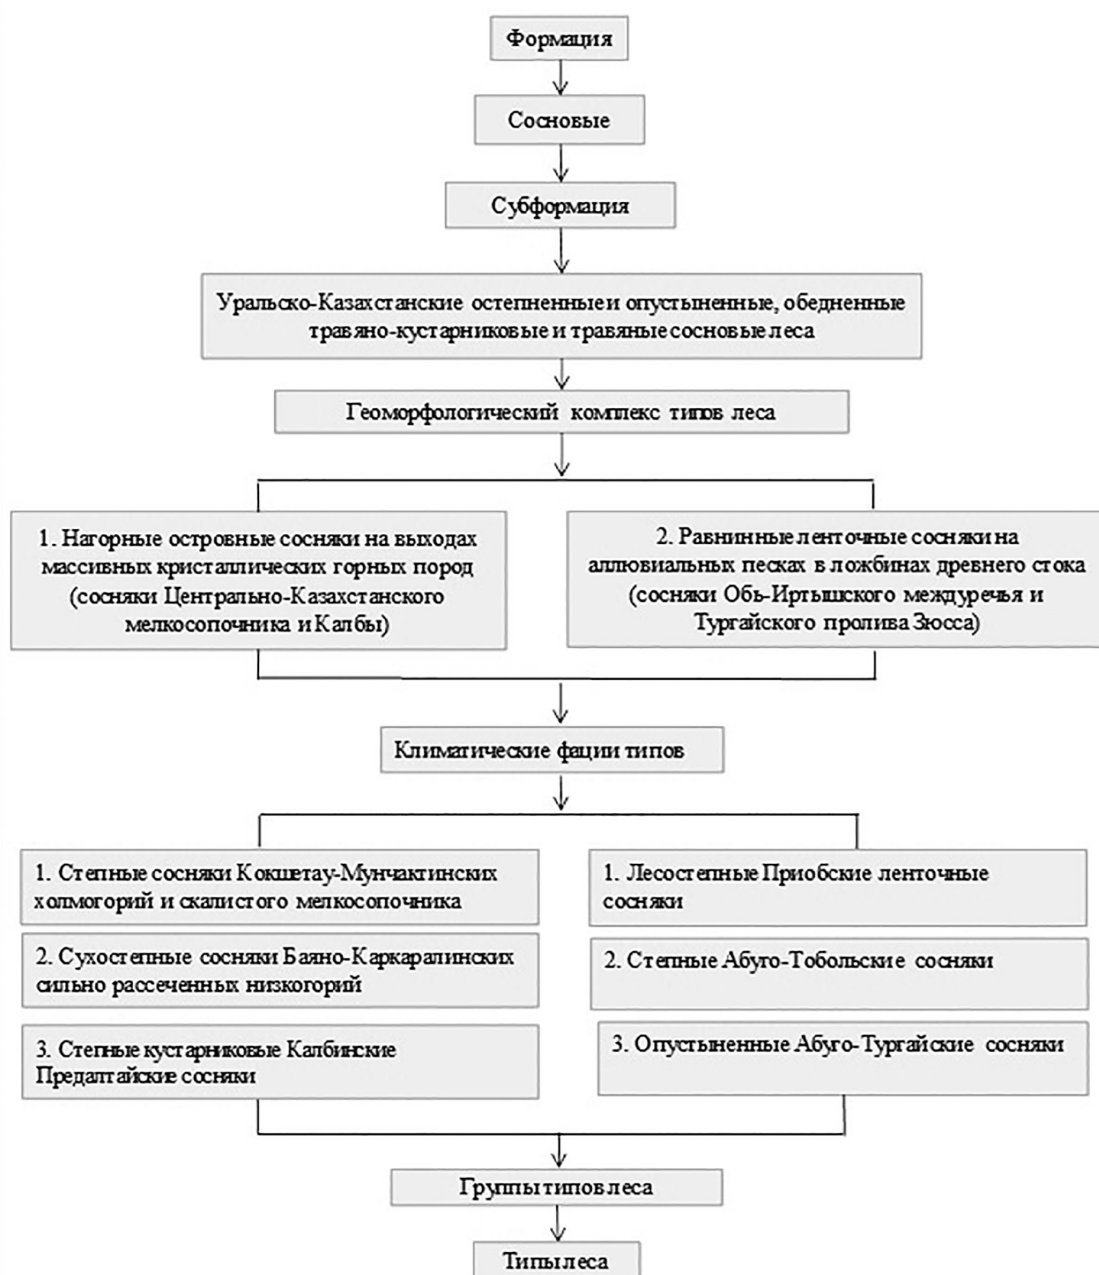 Формация
Сосновые
Субформация
Уральско-Казахстанские остепненные и опустыненные, обедненные
травяно-кустарниковые и травяные сосновые леса
Геоморфологический комплекс типов леса
1. Нагорные островные сосняки на выходах
массивных кристаллических горных пород
(сосняки Центрально-Казахстанского
мелкосопочника и Калбы)
2. Равнинные ленточные сосняки на
аллювиальных песках в ложбинах древнего стока
(сосняки Обь-Иртышского междуречья и
Тургайского пролива Зюсса)
Климатические фации типов
1. Степные сосняки Кокшетау-Мунчактинских
холмогорий и скалистого мелкосопочника
2. Сухостепные сосняки Баяно-Каркаралинских
сильно рассеченных низкогорий
3. Степные кустарниковые Калбинские
Предалтайские сосняки
1. Лесостепные Приобские ленточные
сосняки
2. Степные Абуго-Тобольские сосняки
3. Опустыненные Абуго-Тургайские сосняки
Группы типов леса
Типы леса